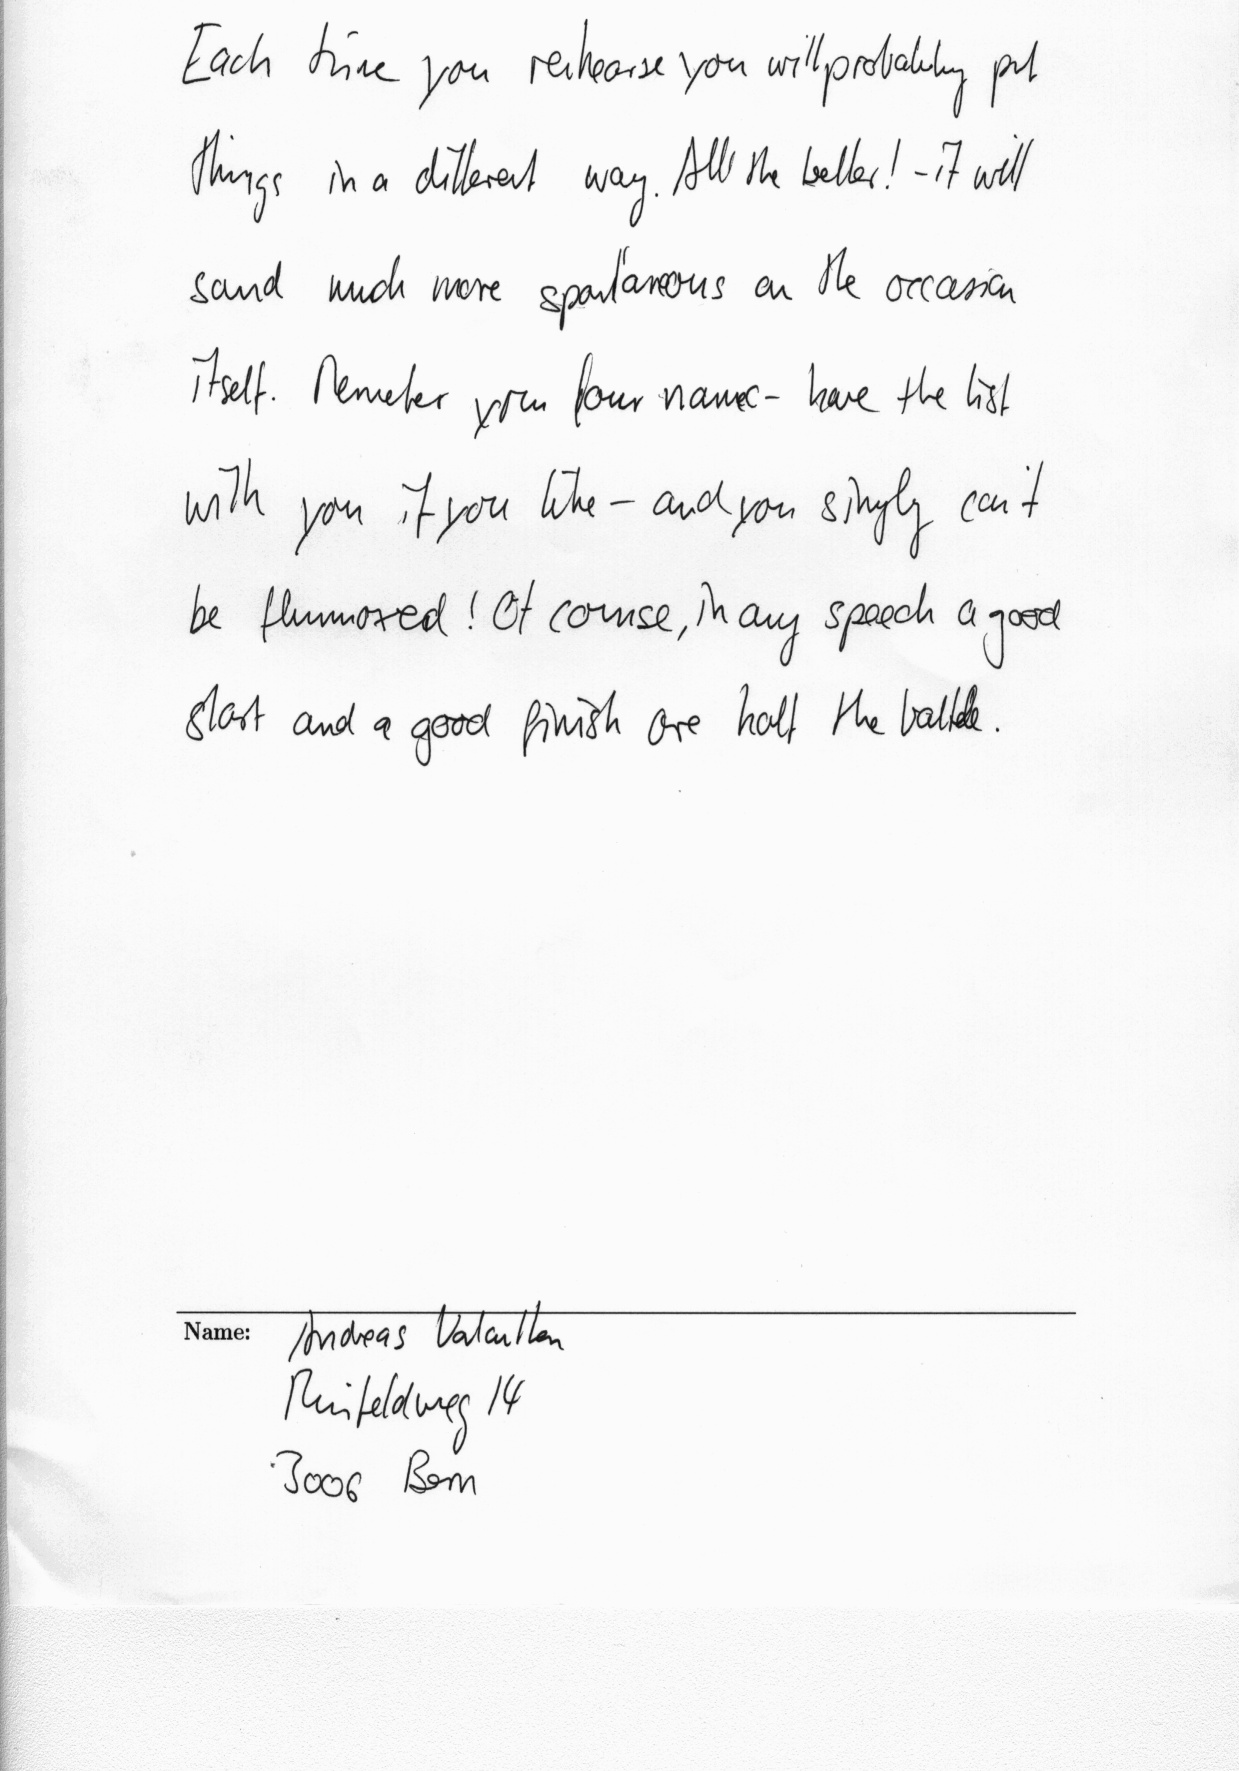 Each time you rehearse you will probably put
things in a different way. All the better! - it will
sound much more spontaneous on the occasion
itself. Remember your four names - have the list
with you if you like - and you simply can't
be flummoxed! Of course, in any speech a good
start and a good finish are half the battle.
Name: Andreas
14
3006 Bern